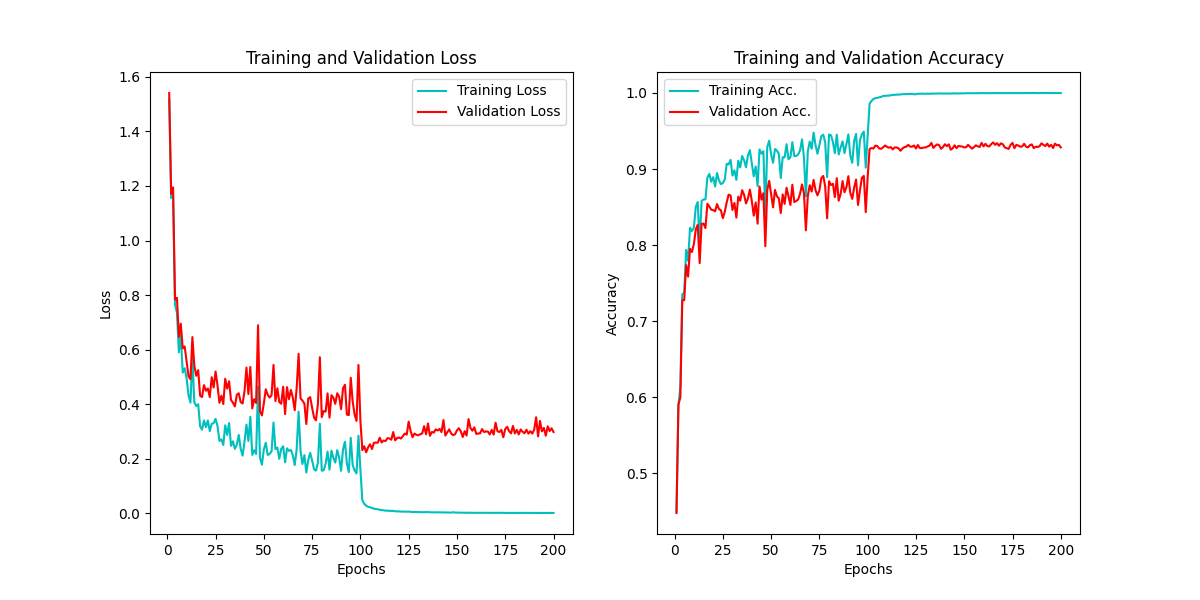 Training and Validation Loss
Training Loss
Validation Loss
1.6
1.4
1.2
1.0
0.8
0.6
0.4
0.2
0.0
Loss
0 25 50 75 100 125 150 175 200
Epochs
Training and Validation Accuracy
Training Acc.
Validation Acc.
1.0
0.9
0.8
0.7
0.6
0.5
Accuracy
0 25 50 75 100 125 150 175 200
Epochs